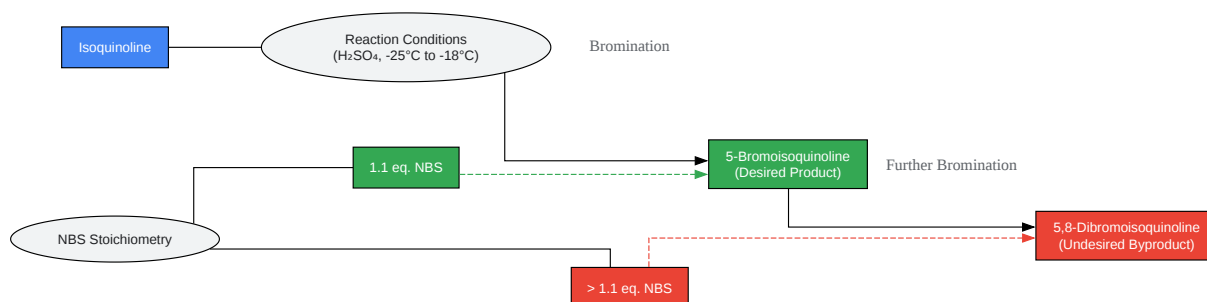 Isoquinoline
Reaction Conditions
(H₂SO₄, -25°C to -18°C)
Bromination
1.1 eq. NBS
5-Bromoisoquinoline
(Desired Product)
Further Bromination
NBS Stoichiometry
5,8-Dibromoisoquinoline
(Undesired Byproduct)
> 1.1 eq. NBS